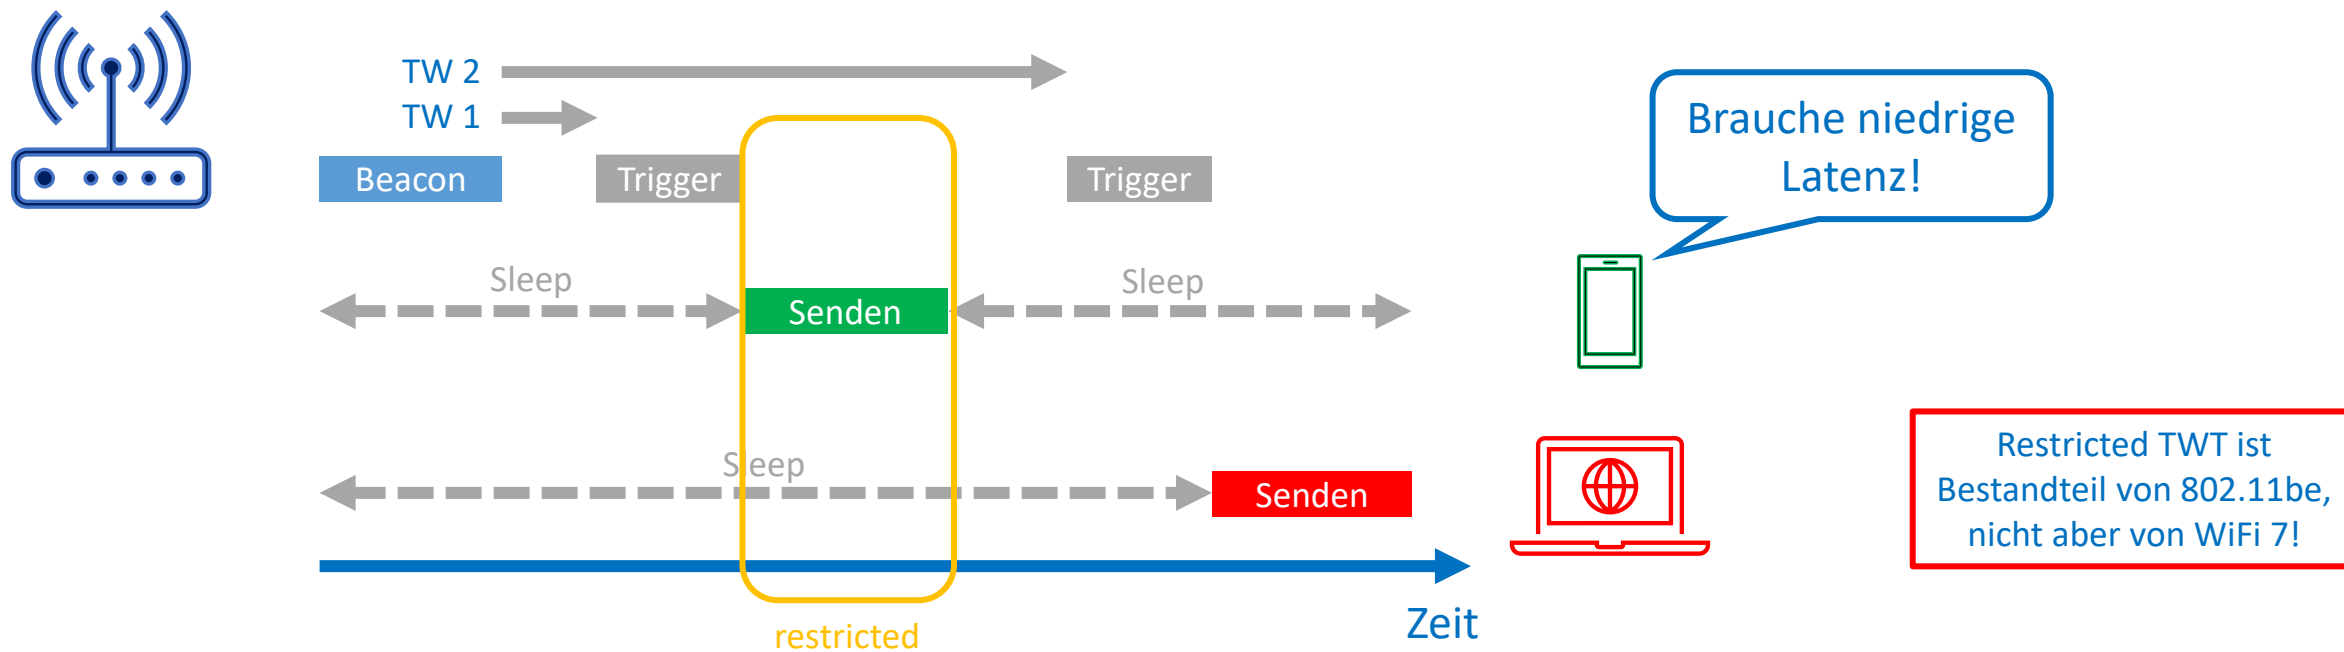 TW 2
TW 1
Brauche niedrige
Latenz!
Beacon
Trigger
Trigger
Sleep
Sleep
Senden
Sleep
Senden
Restricted TWT ist
Bestandteil von 802.11be,
nicht aber von WiFi 7!
Zeit
restricted